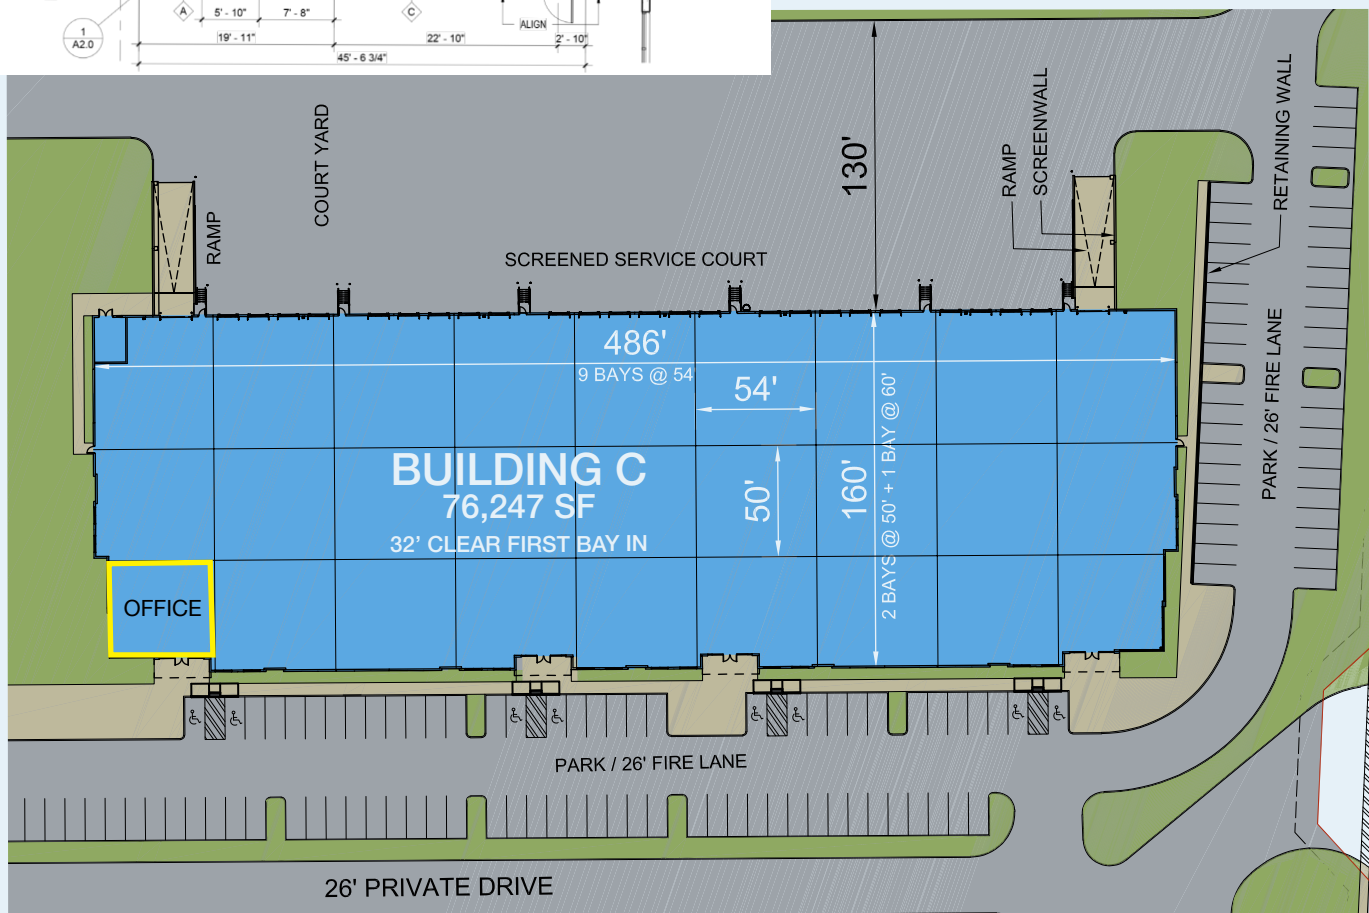 A
5' - 10"
7' - 8"
C
ALIGN
1
A2.0
19' - 11"
22' - 10"
2' - 10"
45' - 6 3/4"
COURT YARD
RAMP
SCREENED SERVICE COURT
130'
RAMP
SCREENWALL
RETAINING WALL
486'
9 BAYS @ 54'
54'
BUILDING C
76,247 SF
32' CLEAR FIRST BAY IN
50'
160'
2 BAYS @ 50' + 1 BAY @ 60'
PARK / 26' FIRE LANE
OFFICE
PARK / 26' FIRE LANE
26' PRIVATE DRIVE